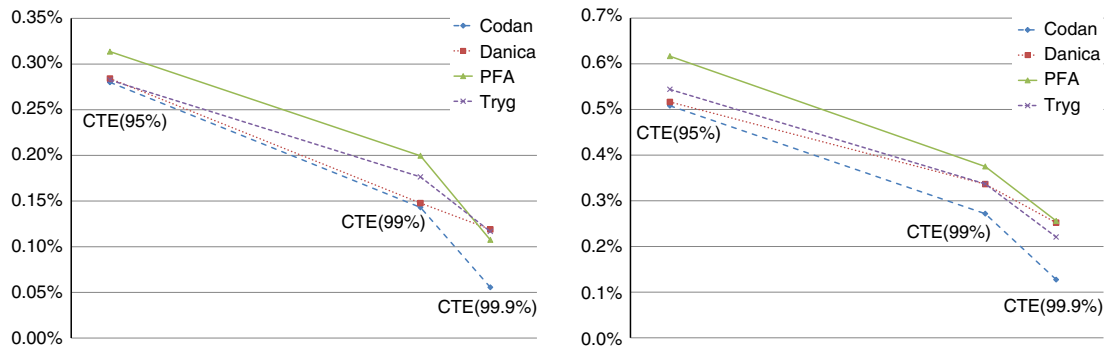 0.35%
0.30%
0.25%
0.20%
0.15%
0.10%
0.05%
0.00%
Codan
Danica
PFA
Tryg
CTE(95%)
CTE(99%)
CTE(99.9%)
0.7%
0.6%
0.5%
0.4%
0.3%
0.2%
0.1%
0.0%
Codan
Danica
PFA
Tryg
CTE(95%)
CTE(99%)
CTE(99.9%)